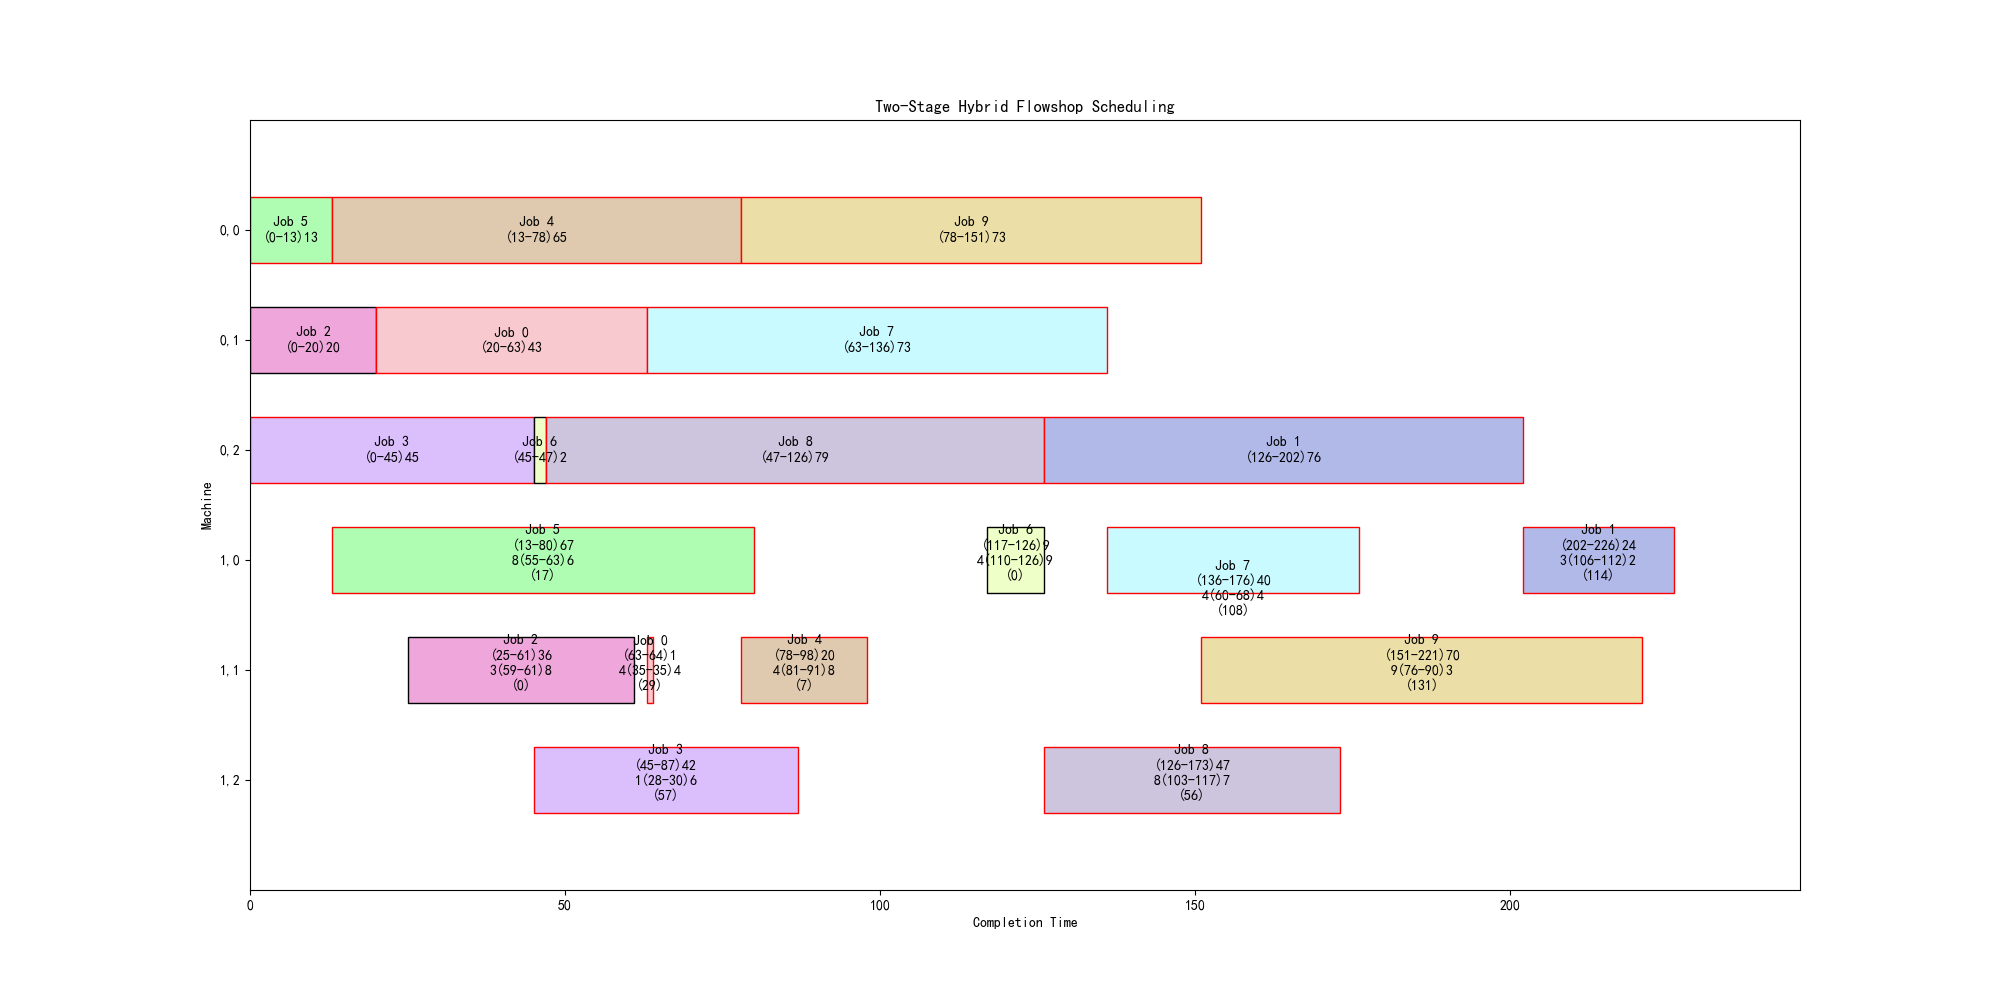 Two-Stage Hybrid Flowshop Scheduling
Machine
0,0
Job 5
(0-13)13
Job 4
(13-78)65
Job 9
(78-151)73
0,1
Job 2
(0-20)20
Job 0
(20-63)43
Job 7
(63-136)73
0,2
Job 3
(0-45)45
Job 6
(45-47)2
Job 8
(47-126)79
Job 1
(126-202)76
1,0
Job 5
(13-80)67
8(55-63)6
(17)
Job 6
(117-126)9
4(110-126)9
(0)
Job 7
(136-176)40
4(60-68)4
(108)
Job 1
(202-226)24
3(106-112)2
(114)
1,1
Job 2
(25-61)36
3(59-61)8
(0)
Job 0
(63-64)1
4(35-35)4
(29)
Job 4
(78-98)20
4(81-91)8
(7)
Job 9
(151-221)70
9(76-90)3
(131)
1,2
Job 3
(45-87)42
1(28-30)6
(57)
Job 8
(126-173)47
8(103-117)7
(56)
0
50
100
150
200
Completion Time